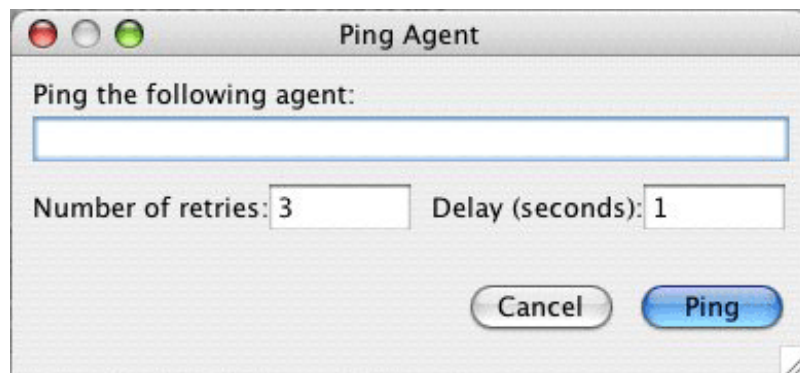 Ping Agent
Ping the following agent:
Number of retries: 3 Delay (seconds): 1
Cancel Ping